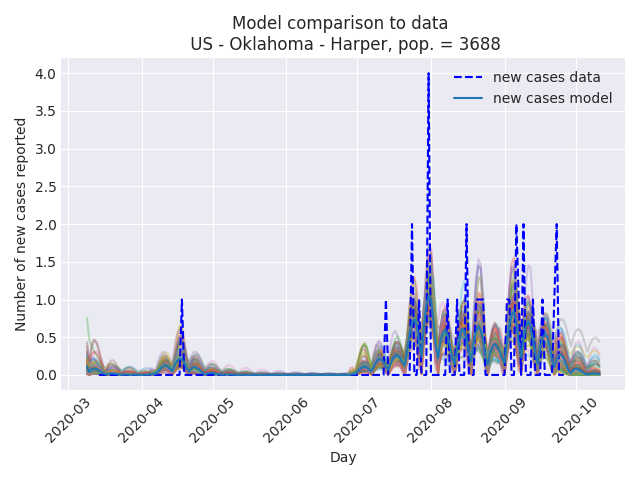 Model comparison to data
US - Oklahoma - Harper, pop. = 3688
new cases data
new cases model
Number of new cases reported
4.0
3.5
3.0
2.5
2.0
1.5
1.0
0.5
0.0
2020-03
2020-04
2020-05
2020-06
2020-07
2020-08
2020-09
2020-10
Day